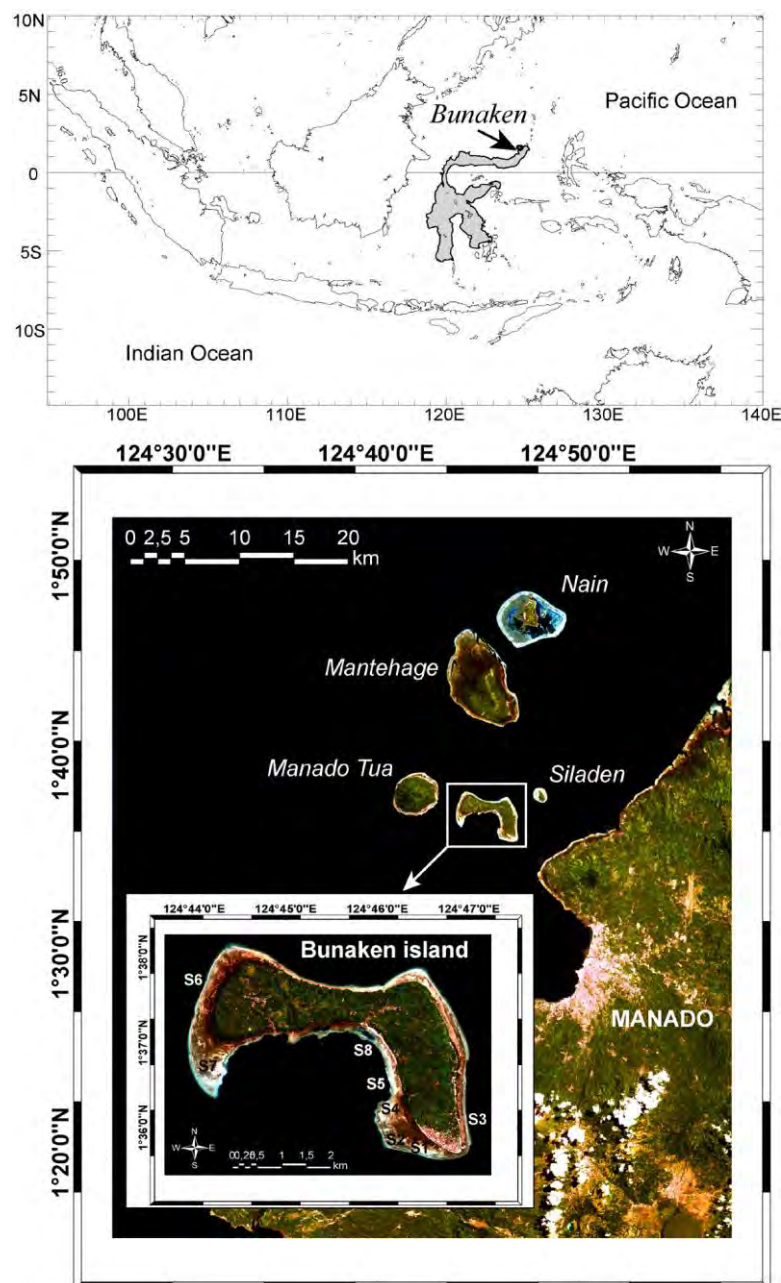 10N
5N
0
5S
10S
Pacific Ocean
Bunaken
Indian Ocean
100E 110E 120E 130E 140E
124°30'0"E 124°40'0"E 124°50'0"E
1°50'0"N
1°40'0"N
1°30'0"N
1°20'0"N
0 2,5 5 10 15 20
km
N
W E
S
Nain
Mantehage
Manado Tua
Siladen
MANADO
124°44'0"E 124°45'0"E 124°46'0"E 124°47'0"E
1°38'0"N
1°37'0"N
1°36'0"N
Bunaken island
S6
S7
S8
S5
S4
S3
S2
S1
N
W E
S
1 1,5 2
km